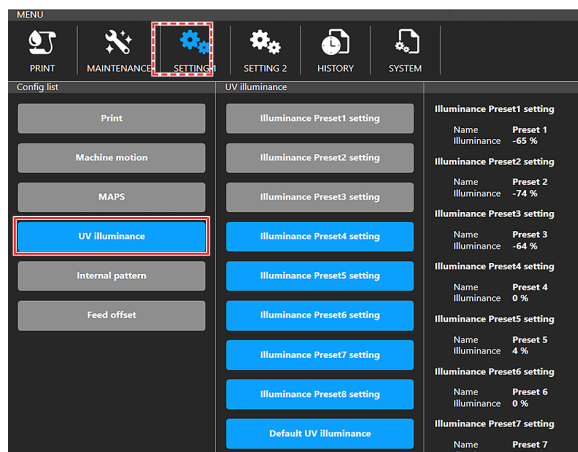 MENU
PRINT
MAINTENANCE
SETTING 1
SETTING 2
HISTORY
SYSTEM
Config list
Print
Machine motion
MAPS
UV illuminance
Internal pattern
Feed offset
UV illuminance
Illuminance Preset1 setting
Illuminance Preset2 setting
Illuminance Preset3 setting
Illuminance Preset4 setting
Illuminance Preset5 setting
Illuminance Preset6 setting
Illuminance Preset7 setting
Illuminance Preset8 setting
Default UV illuminance
Illuminance Preset1 setting
Name Preset 1
Illuminance -65 %
Illuminance Preset2 setting
Name Preset 2
Illuminance -74 %
Illuminance Preset3 setting
Name Preset 3
Illuminance -64 %
Illuminance Preset4 setting
Name Preset 4
Illuminance 0 %
Illuminance Preset5 setting
Name Preset 5
Illuminance 4 %
Illuminance Preset6 setting
Name Preset 6
Illuminance 0 %
Illuminance Preset7 setting
Name Preset 7